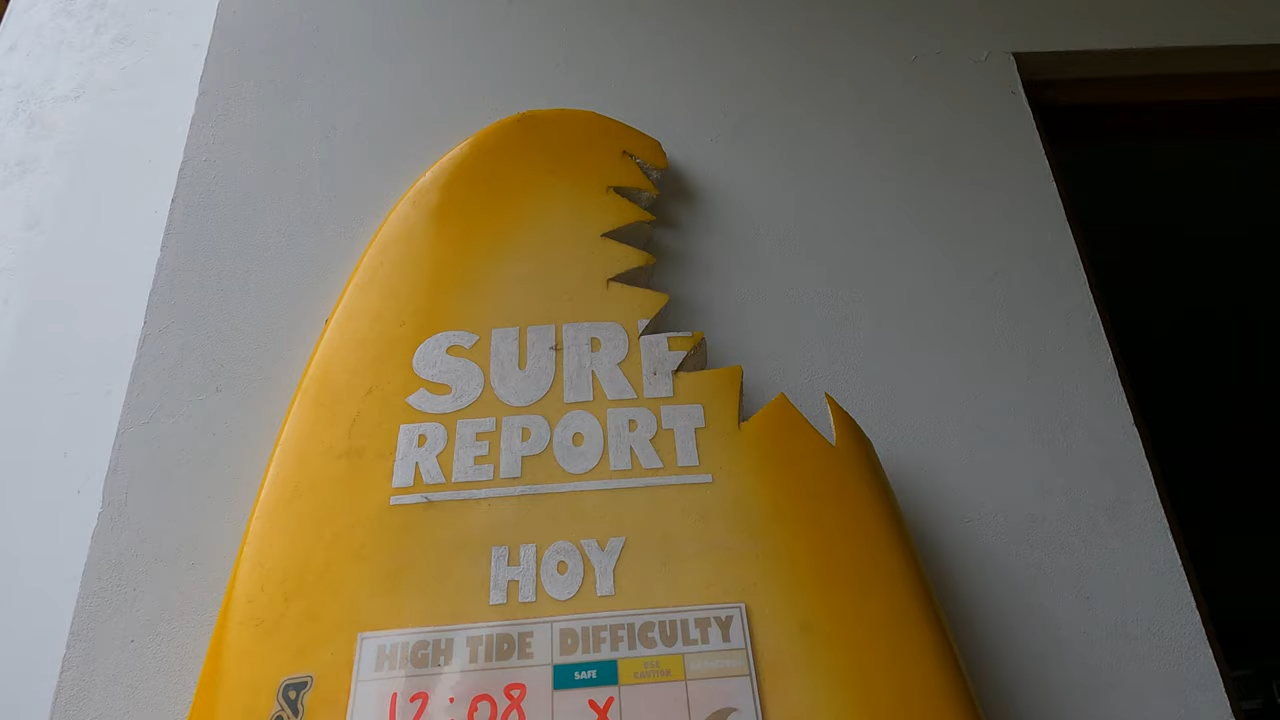 SURF
REPORT
HOY
HIGH TIDE DIFFICULTY
SAFE USE CAUTION
12:08 X